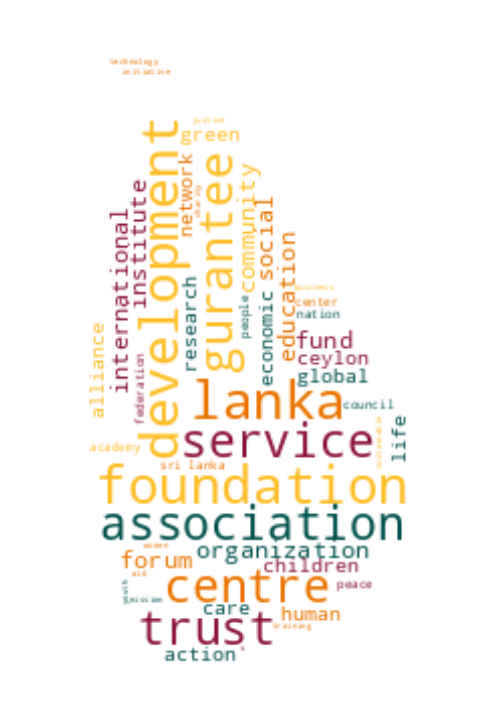 technology
initiative
justice
green
development
gurantee
network
sharing
community
institute
international
social
education
research
people
economic
business
center
nation
fund
ceylon
global
alliance
federation
lanka
council
life
service
academy
sri lanka
foundation
association
women
organization
forum
children
aid
centre
peace
youth
mission
care
human
trust
training
action